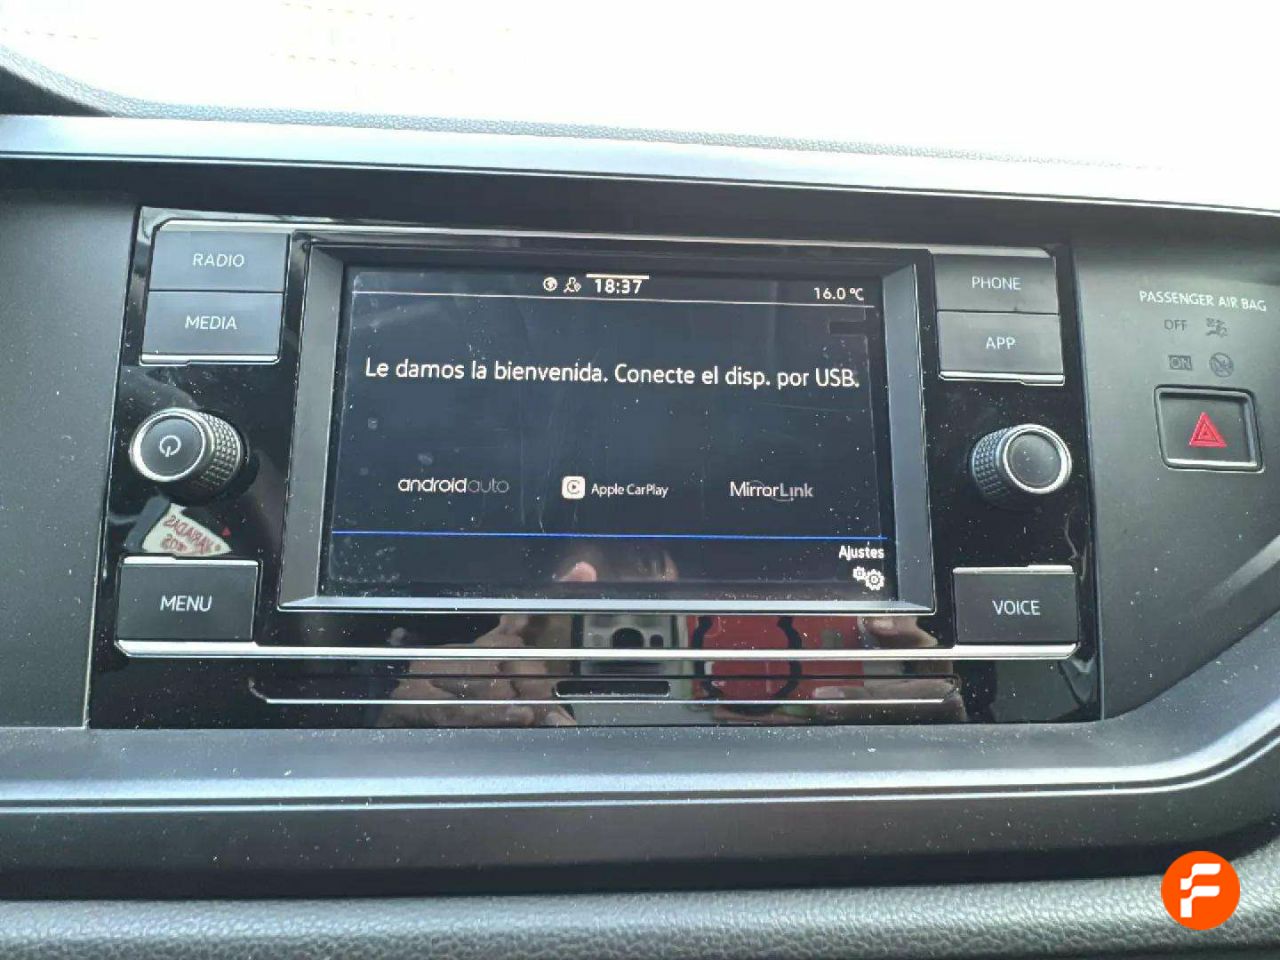 RADIO
MEDIA
MENU
18:37
16.0 °C
Le damos la bienvenida. Conecte el disp. por USB.
androidauto
Apple CarPlay
MirrorLink
Ajustes
PHONE
APP
VOICE
PASSENGER AIR BAG
OFF
ON